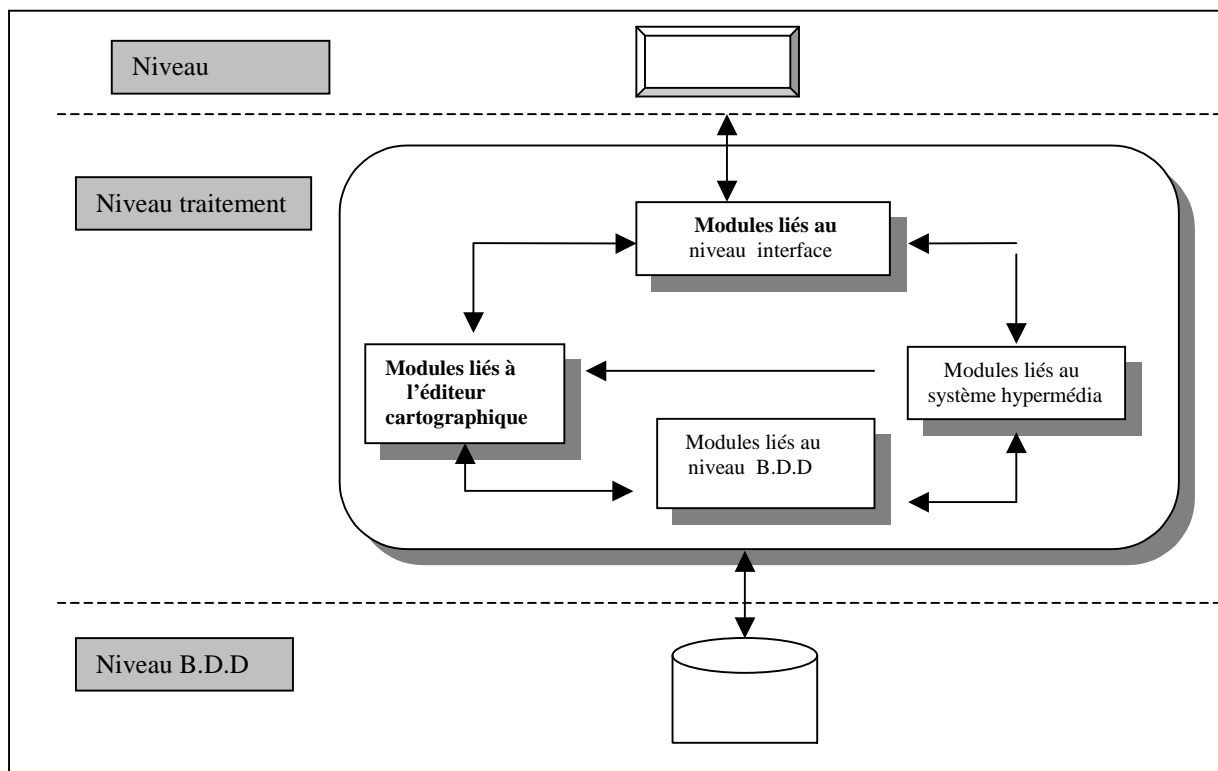 Niveau
Niveau traitement
Modules liés au
niveau interface
Modules liés à
l'éditeur
cartographique
Modules liés au
système hypermédia
Modules liés au
niveau B.D.D
Niveau B.D.D